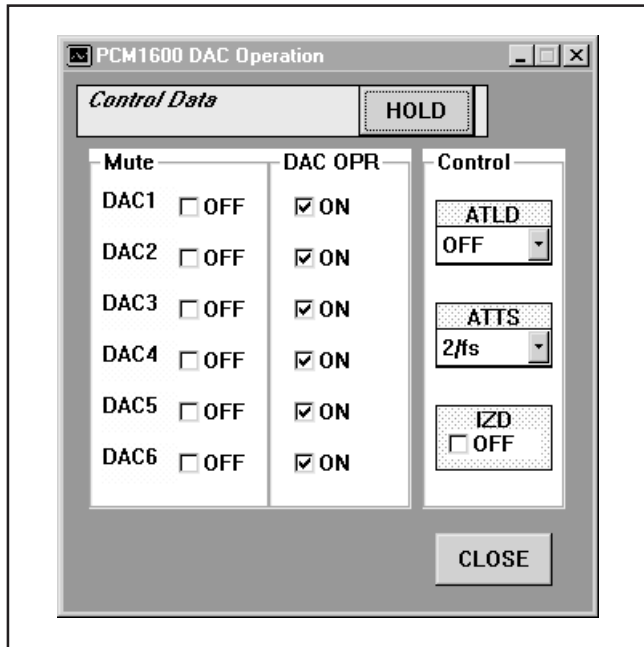 PCM1600 DAC Operation
Control Data
HOLD
Mute DAC OPR Control
DAC1 OFF ON
DAC2 OFF ON
DAC3 OFF ON
DAC4 OFF ON
DAC5 OFF ON
DAC6 OFF ON
ATLD
OFF
ATTS
2/fs
IZD
OFF
CLOSE